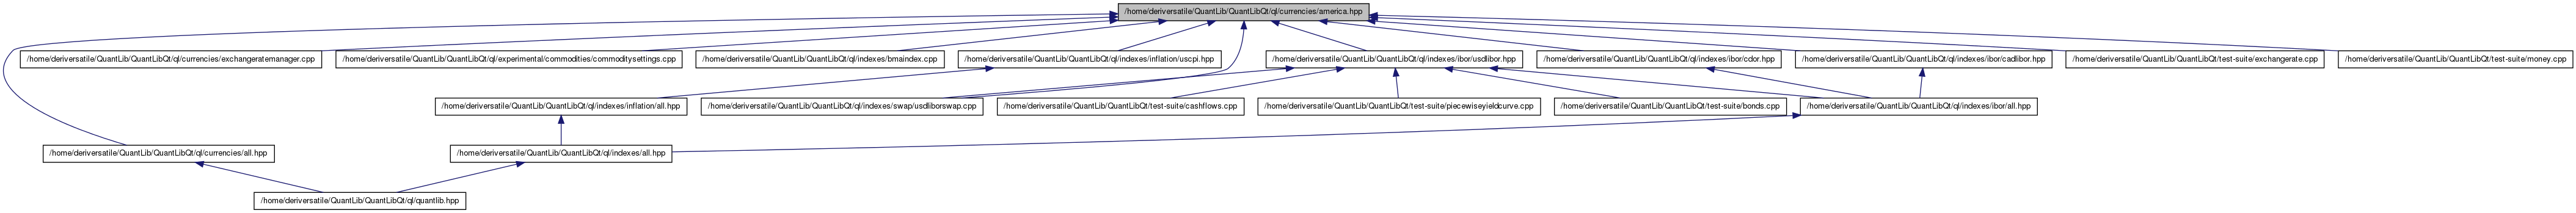 /home/deriversatile/QuantLib/QuantLibQt/ql/currencies/america.hpp
/home/deriversatile/QuantLib/QuantLibQt/ql/currencies/exchangeratemanager.cpp
/home/deriversatile/QuantLib/QuantLibQt/ql/experimental/commodities/commoditysettings.cpp
/home/deriversatile/QuantLib/QuantLibQt/ql/indexes/bmaindex.cpp
/home/deriversatile/QuantLib/QuantLibQt/ql/indexes/inflation/uscpi.hpp
/home/deriversatile/QuantLib/QuantLibQt/ql/indexes/ibor/usdlibor.hpp
/home/deriversatile/QuantLib/QuantLibQt/ql/indexes/ibor/cdor.hpp
/home/deriversatile/QuantLib/QuantLibQt/ql/indexes/ibor/cadlibor.hpp
/home/deriversatile/QuantLib/QuantLibQt/test-suite/exchangerate.cpp
/home/deriversatile/QuantLib/QuantLibQt/test-suite/money.cpp
/home/deriversatile/QuantLib/QuantLibQt/ql/indexes/inflation/all.hpp
/home/deriversatile/QuantLib/QuantLibQt/ql/indexes/swap/usdliborswap.cpp
/home/deriversatile/QuantLib/QuantLibQt/test-suite/cashflows.cpp
/home/deriversatile/QuantLib/QuantLibQt/test-suite/piecewiseyieldcurve.cpp
/home/deriversatile/QuantLib/QuantLibQt/test-suite/bonds.cpp
/home/deriversatile/QuantLib/QuantLibQt/ql/indexes/ibor/all.hpp
/home/deriversatile/QuantLib/QuantLibQt/ql/currencies/all.hpp
/home/deriversatile/QuantLib/QuantLibQt/ql/indexes/all.hpp
/home/deriversatile/QuantLib/QuantLibQt/ql/quantlib.hpp